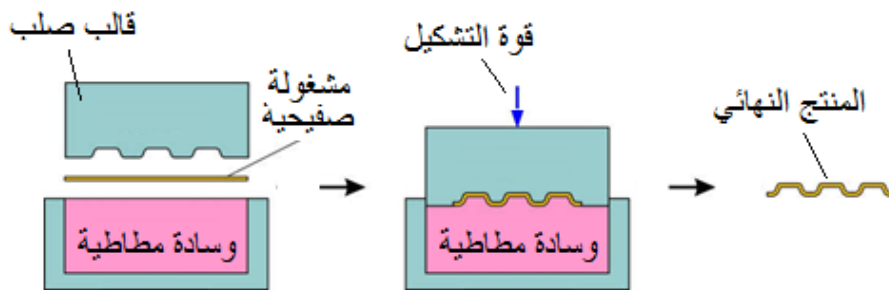 قالب صلب
مشغولة
صفيحية
وسادة مطاطية
قوة التشكيل
وسادة مطاطية
المنتج النهائي